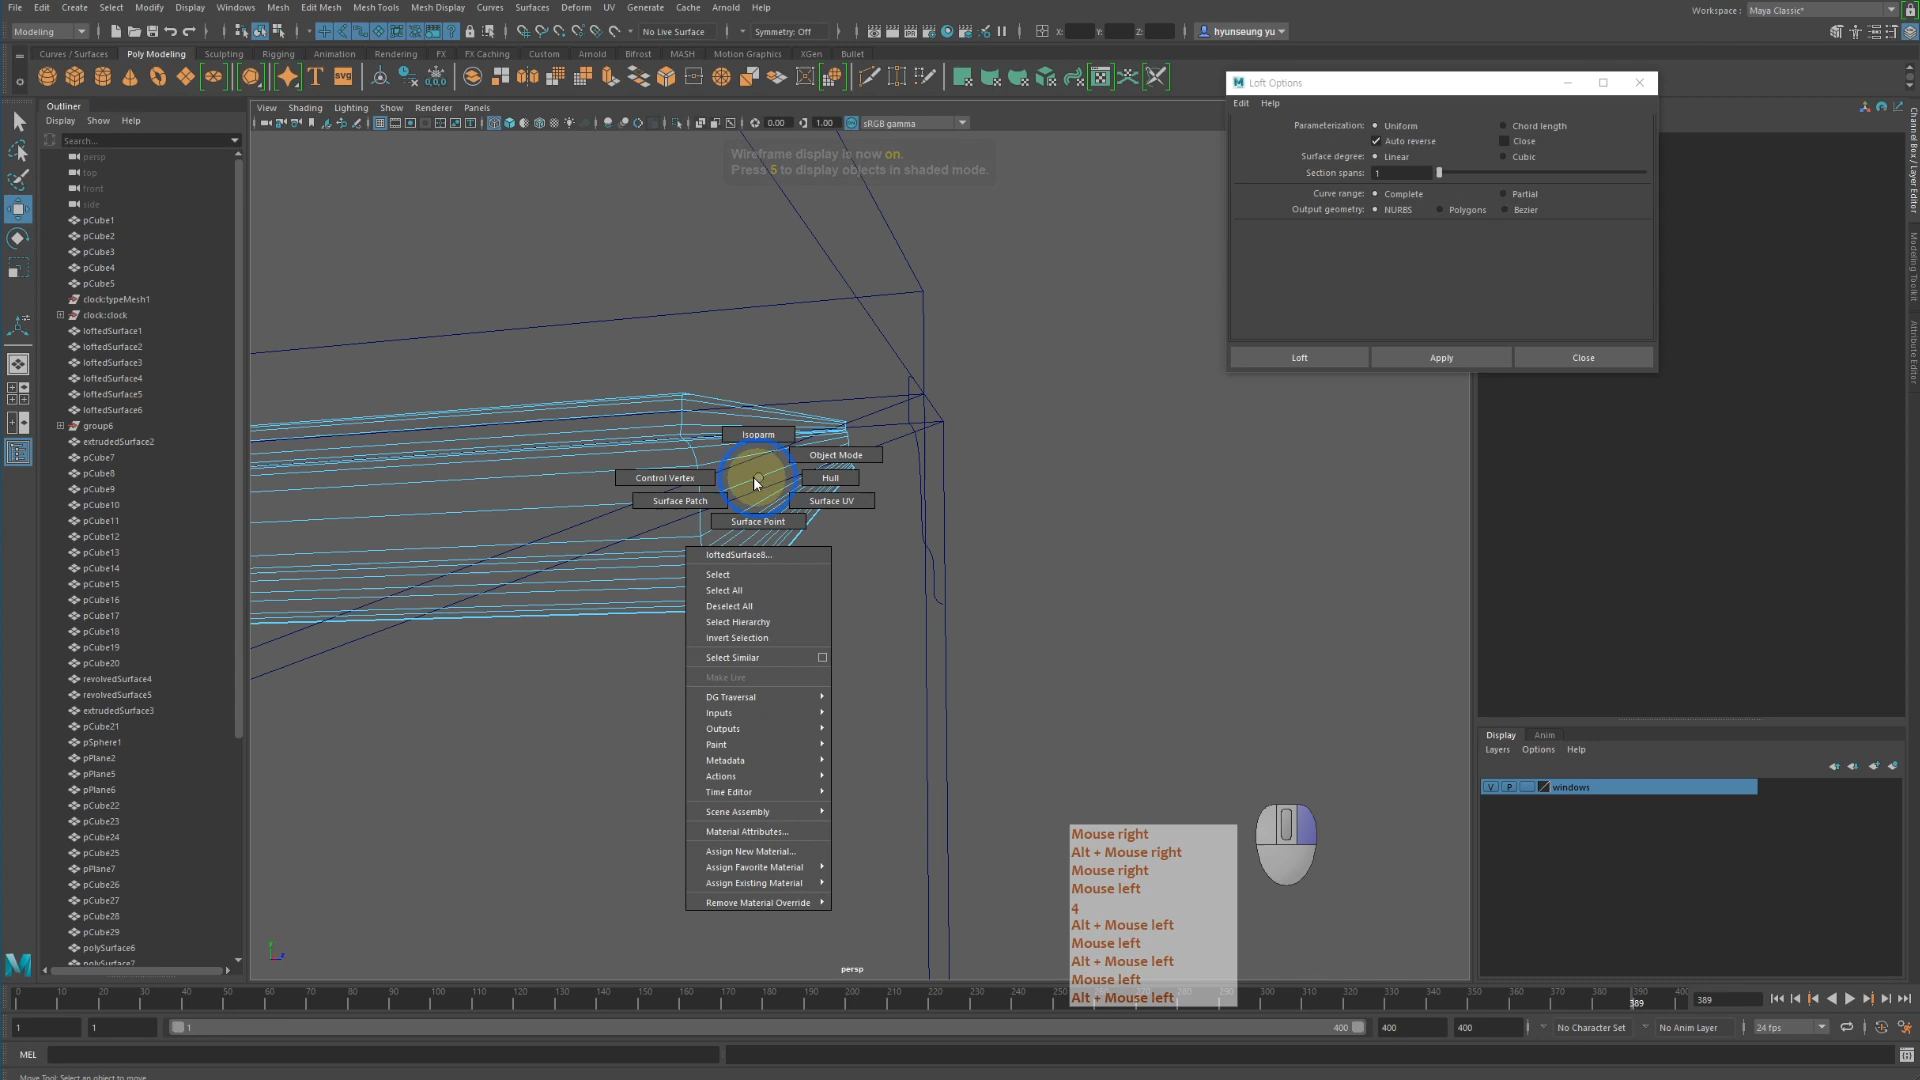 File Edit Create Select Modify Display Windows Mesh Edit Mesh Mesh Tools Mesh Display Curves Surfaces Deform UV Generate Cache Arnold Help
Workspace : Maya Classic*
Modeling
No Live Surface
Symmetry: Off
X:
Y:
Z:
hyunseung yu
Curves / Surfaces Poly Modeling Sculpting Rigging Animation Rendering FX FX Caching Custom Arnold Bifrost MASH Motion Graphics XGen Bullet
SVG
Outliner
Display Show Help
Search...
persp
top
front
side
pCube1
pCube2
pCube3
pCube4
pCube5
clock:typeMesh1
clock:clock
loftedSurface1
loftedSurface2
loftedSurface3
loftedSurface4
loftedSurface5
loftedSurface6
group6
extrudedSurface2
pCube7
pCube8
pCube9
pCube10
pCube11
pCube12
pCube13
pCube14
pCube15
pCube16
pCube17
pCube18
pCube19
pCube20
revolvedSurface4
revolvedSurface5
extrudedSurface3
pCube21
pSphere1
pPlane2
pPlane5
pPlane6
pCube22
pCube23
pCube24
pCube25
pPlane7
pCube26
pCube27
pCube28
pCube29
polySurface6
polySurface7
View Shading Lighting Show Renderer Panels
0.00
1.00
sRGB gamma
Wireframe display is now on.
Press 5 to display objects in shaded mode.
Isoparm
Object Mode
Control Vertex
Hull
Surface Patch
Surface UV
Surface Point
loftedSurface8...
Select
Select All
Deselect All
Select Hierarchy
Invert Selection
Select Similar
Make Live
DG Traversal
Inputs
Outputs
Paint
Metadata
Actions
Time Editor
Scene Assembly
Material Attributes...
Assign New Material...
Assign Favorite Material
Assign Existing Material
Remove Material Override
persp
Loft Options
Edit Help
Parameterization: Uniform Chord length
Auto reverse Close
Surface degree: Linear Cubic
Section spans: 1
Curve range: Complete Partial
Output geometry: NURBS Polygons Bezier
Loft
Apply
Close
Channel Box / Layer Editor
Modeling Toolkit
Attribute Editor
Display Anim
Layers Options Help
V P windows
Mouse right
Alt + Mouse right
Mouse right
Mouse left
4
Alt + Mouse left
Mouse left
Alt + Mouse left
Mouse left
Alt + Mouse left
0 10 20 30 40 50 60 70 80 90 100 110 120 130 140 150 160 170 180 190 200 210 220 230 240 250 300 310 320 330 340 350 360 370 380 390 400
389
389
1
1
1
400
400
400
No Character Set
No Anim Layer
24 fps
MEL
Move Tool: Select an object to move.